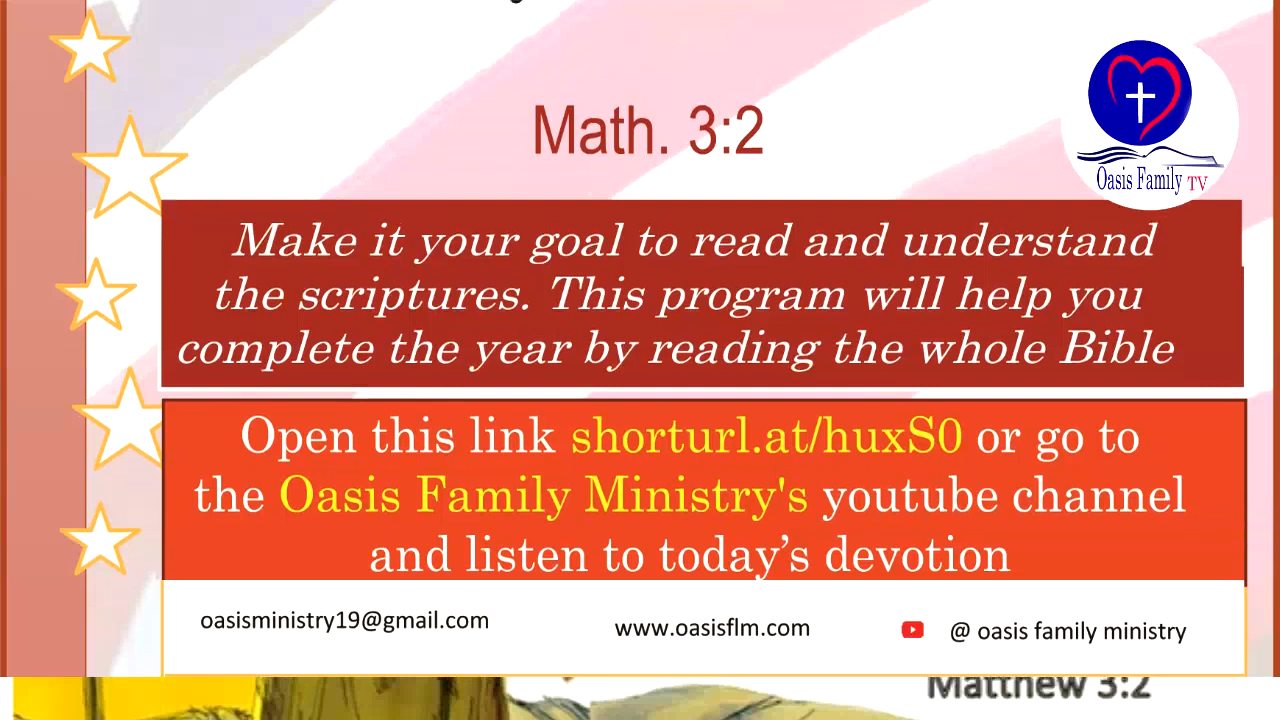 Math. 3:2
Oasis Family TV
Make it your goal to read and understand
the scriptures. This program will help you
complete the year by reading the whole Bible
Open this link shorturl.at/huxS0 or go to
the Oasis Family Ministry's youtube channel
and listen to today’s devotion
oasisministry19@gmail.com
www.oasisflm.com
@ oasis family ministry
Matthew 3:2